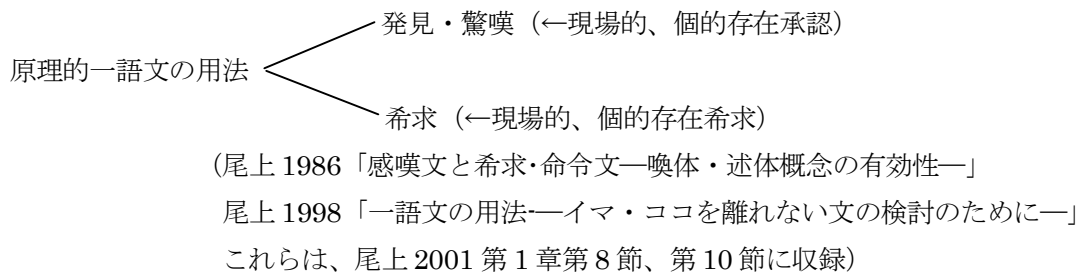 発見・驚嘆（←現場的、個的存在承認）
原理的一語文の用法
希求（←現場的、個的存在希求）
（尾上 1986「感嘆文と希求･命令文―喚体・述体概念の有効性―」
尾上 1998「一語文の用法-―イマ・ココを離れない文の検討のために―」
これらは、尾上 2001 第 1 章第 8 節、第 10 節に収録）